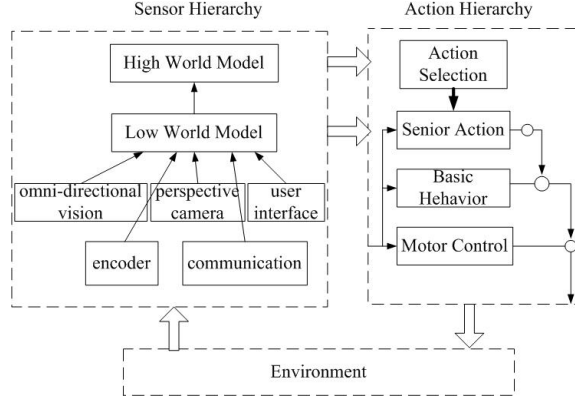 Sensor Hierarchy
High World Model
Low World Model
omni-directional
vision
perspective
camera
user
interface
encoder
communication
Action Hierarchy
Action
Selection
Senior Action
Basic
Hehavior
Motor Control
Environment